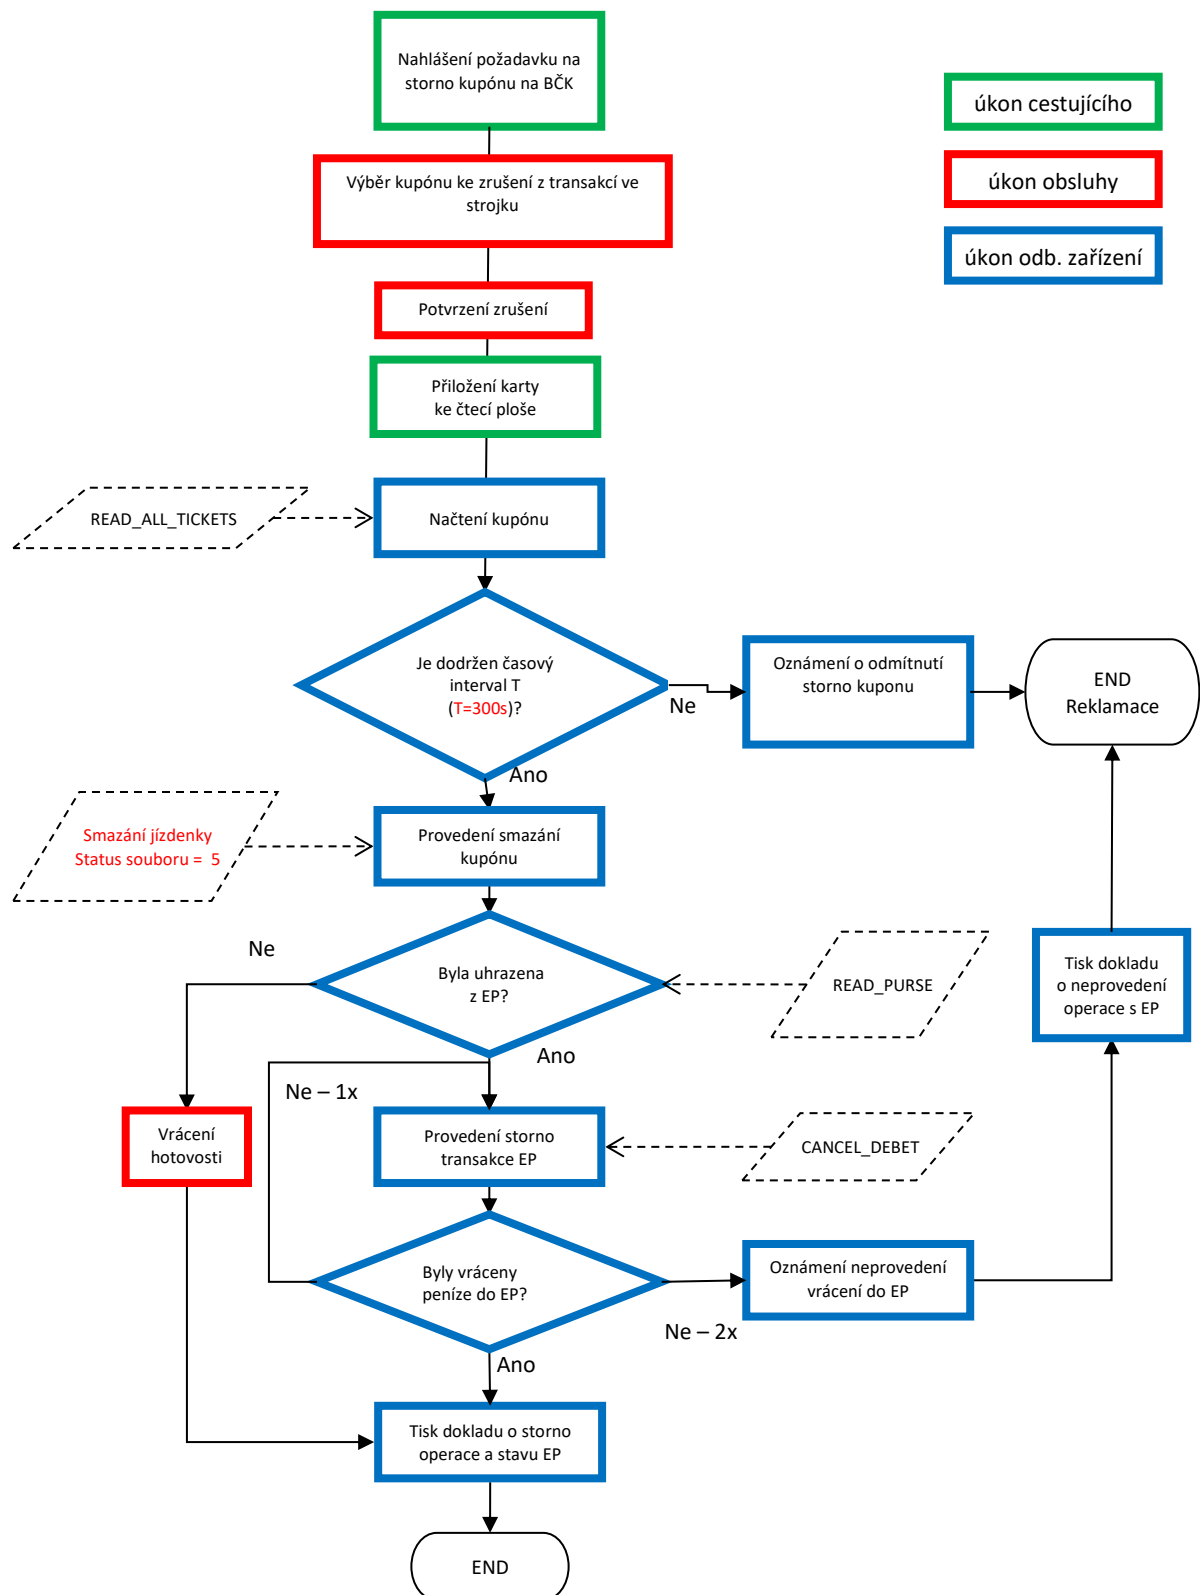 Nahlášení požadavku na
storno kupónu na BČK
úkon cestujícího
Výběr kupónu ke zrušení z transakcí ve
strojku
úkon obsluhy
úkon odb. zařízení
Potvrzení zrušení
Přiložení karty
ke čtecí ploše
READ_ALL_TICKETS
Načtení kupónu
Je dodržen časový
interval T
(T=300s)?
Ne
Oznámení o odmítnutí
storno kuponu
END
Reklamace
Ano
Smazání jízdenky
Status souboru = 5
Provedení smazání
kupónu
Ne
Byla uhrazena
z EP?
READ_PURSE
Tisk dokladu
o neprovedení
operace s EP
Ano
Ne – 1x
Vrácení
hotovosti
Provedení storno
transakce EP
CANCEL_DEBET
Byly vráceny
peníze do EP?
Oznámení neprovedení
vrácení do EP
Ne – 2x
Ano
Tisk dokladu o storno
operace a stavu EP
END